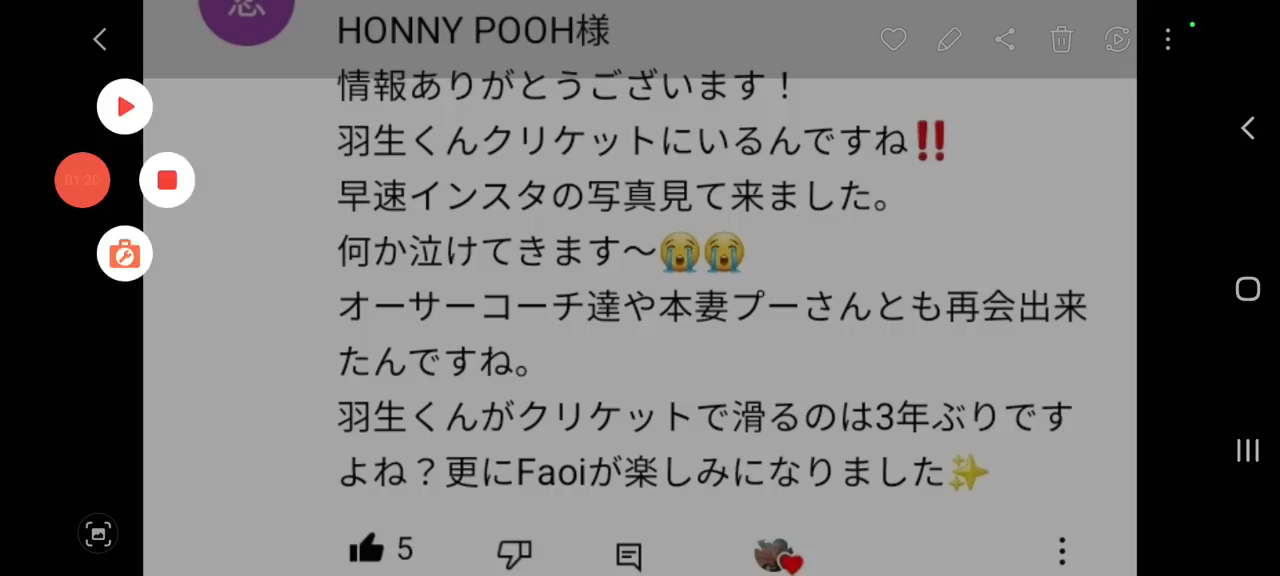 HONNY POOH様
情報ありがとうございます！
羽生くんクリケットにいるんですね‼️
早速インスタの写真見て来ました。
何か泣けてきます〜😭😭
オーサーコーチ達や本妻プーさんとも再会出来
たんですね。
羽生くんがクリケットで滑るのは3年ぶりです
よね？更にFaoiが楽しみになりました✨
5
01:20